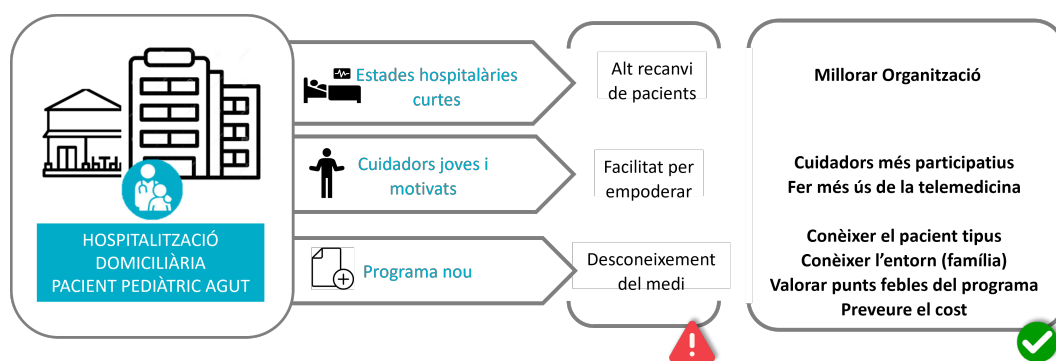 HOSPITALITZACIÓ
DOMICILIÀRIA
PACIENT PEDIÀTRIC AGUT
Estades hospitalàries
curtes
Alt recanvi
de pacients
Millorar Organització
Cuidadors joves i
motivats
Facilitat per
empoderar
Cuidadors més participatius
Fer més ús de la telemedicina
Programa nou
Desconeixement
del medi
Conèixer el pacient tipus
Conèixer l’entorn (família)
Valorar punts febles del programa
Preveure el cost